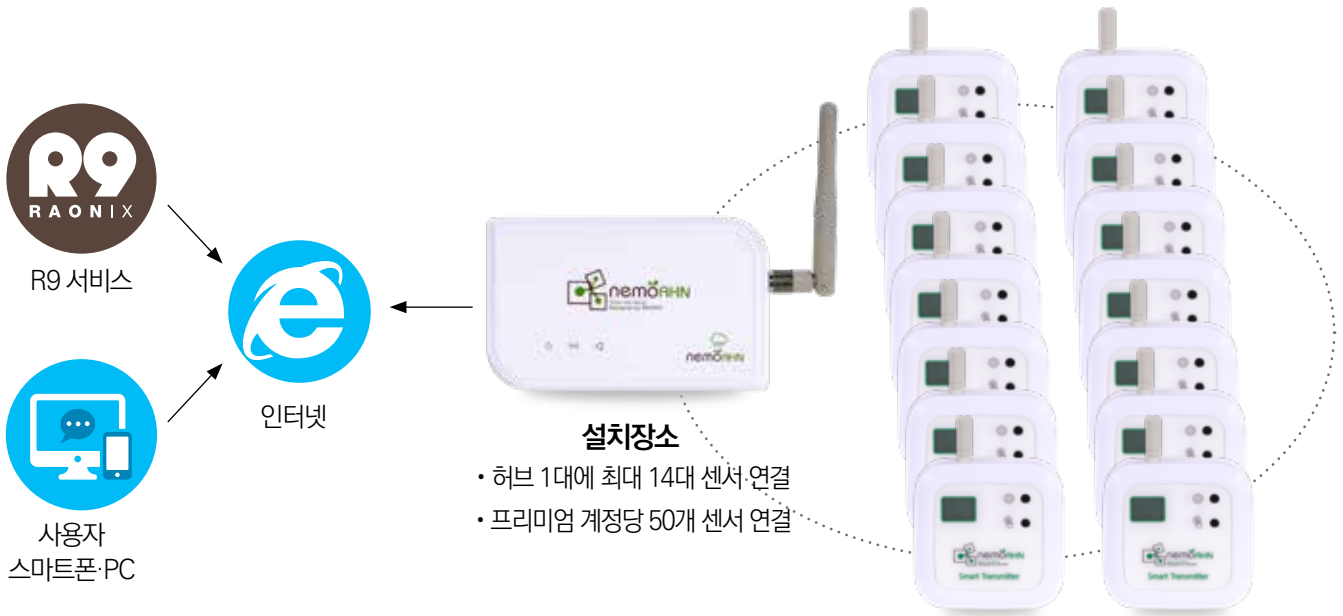 R9
RAONIX
R9 서비스
사용자
스마트폰·PC
인터넷
nemoAHN
nemoAHN
설치장소
• 허브 1대에 최대 14대 센서 연결
• 프리미엄 계정당 50개 센서 연결
nemoAHN
Smart Transmitter
nemoAHN
Smart Transmitter